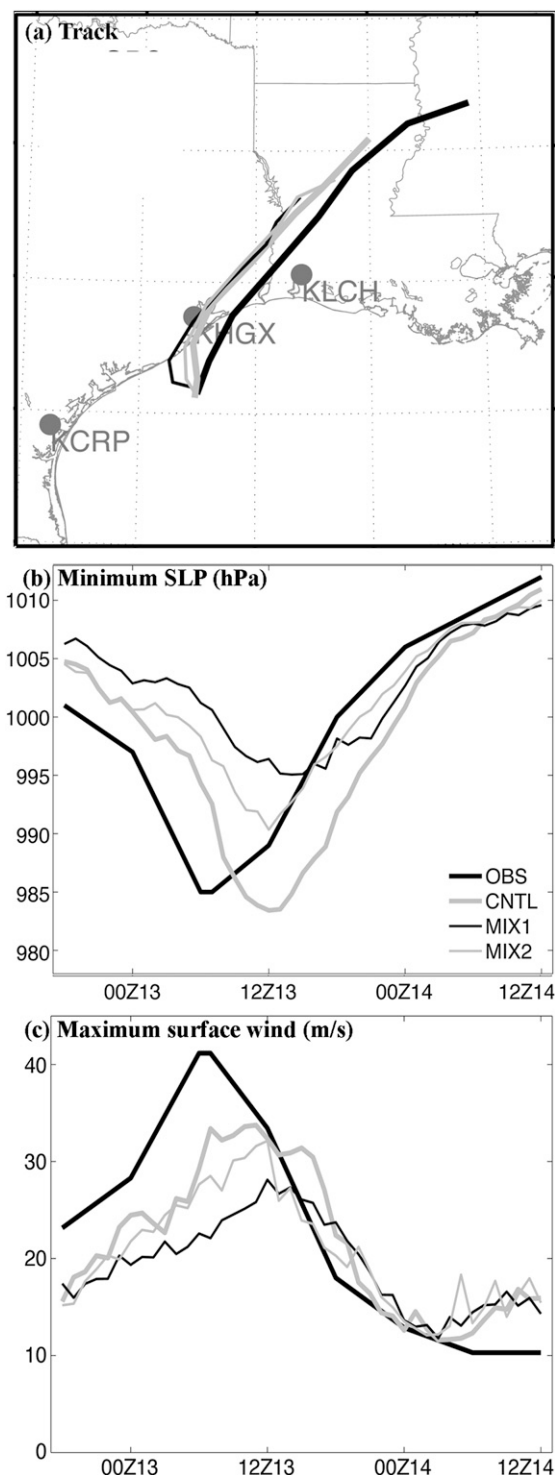 (a) Track
KLCH
KHGX
KCRP
(b) Minimum SLP (hPa)
1010
1005
1000
995
990
985
980
OBS
CNTL
MIX1
MIX2
00Z13 12Z13 00Z14 12Z14
(c) Maximum surface wind (m/s)
40
30
20
10
0
00Z13 12Z13 00Z14 12Z14